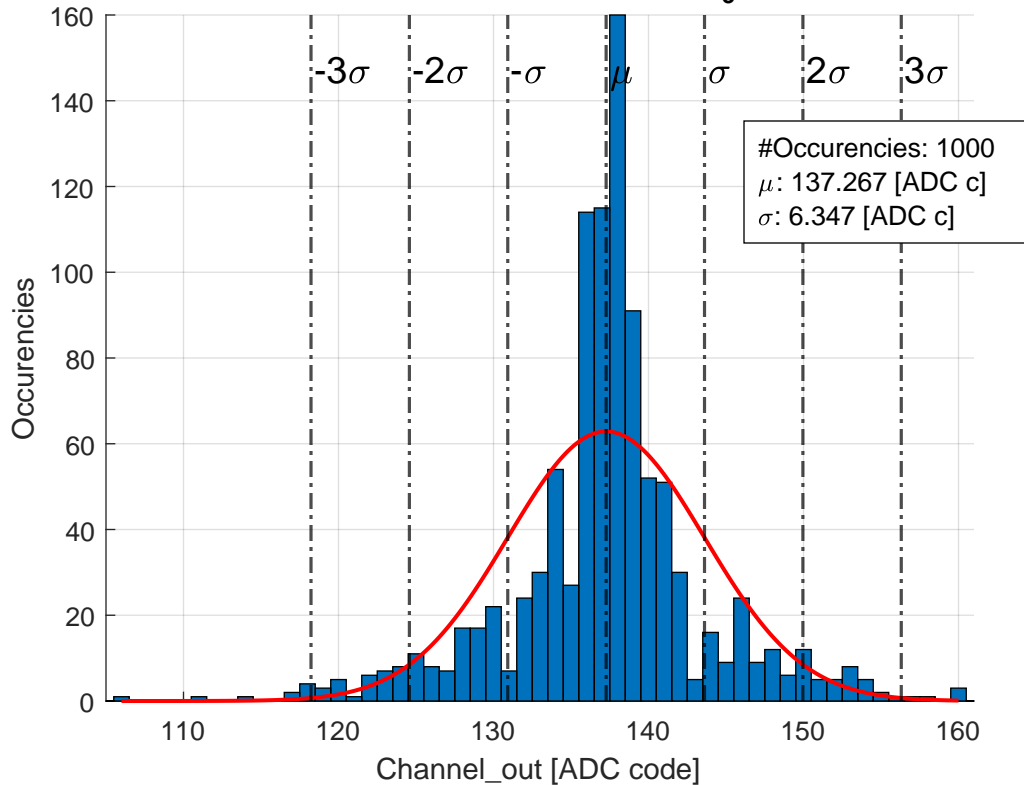 160
140
120
100
80
60
40
20
0
Occurencies
-3σ
-2σ
-σ
μ
σ
2σ
3σ
#Occurencies: 1000
μ: 137.267 [ADC c]
σ: 6.347 [ADC c]
110
120
130
140
150
160
Channel_out [ADC code]